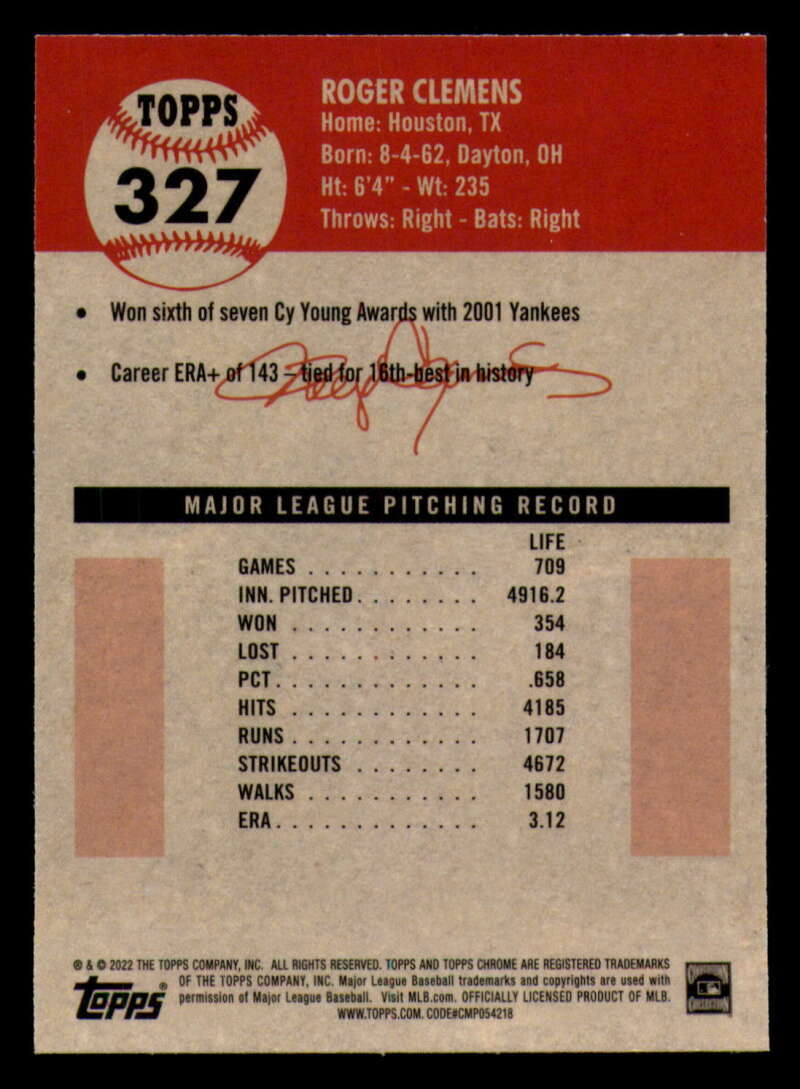 TOPPS
327
ROGER CLEMENS
Home: Houston, TX
Born: 8-4-62, Dayton, OH
Ht: 6'4" - Wt: 235
Throws: Right - Bats: Right
• Won sixth of seven Cy Young Awards with 2001 Yankees
• Career ERA+ of 143 – tied for 16th-best in history
MAJOR LEAGUE PITCHING RECORD
LIFE
GAMES . . . . . . . . . . . 709
INN. PITCHED . . . . . . . . 4916.2
WON . . . . . . . . . . . . 354
LOST . . . . . . . . . . . . 184
PCT . . . . . . . . . . . . . .658
HITS . . . . . . . . . . . . 4185
RUNS . . . . . . . . . . . . 1707
STRIKEOUTS . . . . . . . . 4672
WALKS . . . . . . . . . . . 1580
ERA . . . . . . . . . . . . . 3.12
® & © 2022 THE TOPPS COMPANY, INC. ALL RIGHTS RESERVED. TOPPS AND TOPPS CHROME ARE REGISTERED TRADEMARKS
OF THE TOPPS COMPANY, INC. Major League Baseball trademarks and copyrights are used with
permission of Major League Baseball. Visit MLB.com. OFFICIALLY LICENSED PRODUCT OF MLB.
WWW.TOPPS.COM. CODE#CMP054218
Topps®
COOPERSTOWN
COLLECTION